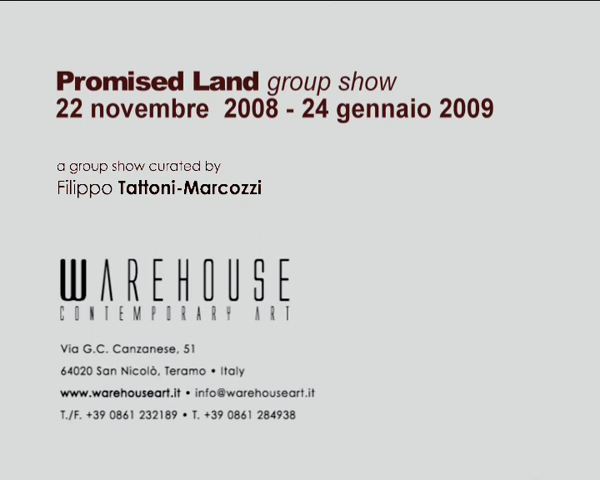 Promised Land group show
22 novembre 2008 - 24 gennaio 2009
a group show curated by
Filippo Tattoni-Marcozzi
WAREHOUSE
CONTEMPORARY ART
Via G.C. Canzanese, 51
64020 San Nicolò, Teramo • Italy
www.warehouseart.it • info@warehouseart.it
T./F. +39 0861 232189 • T. +39 0861 284938